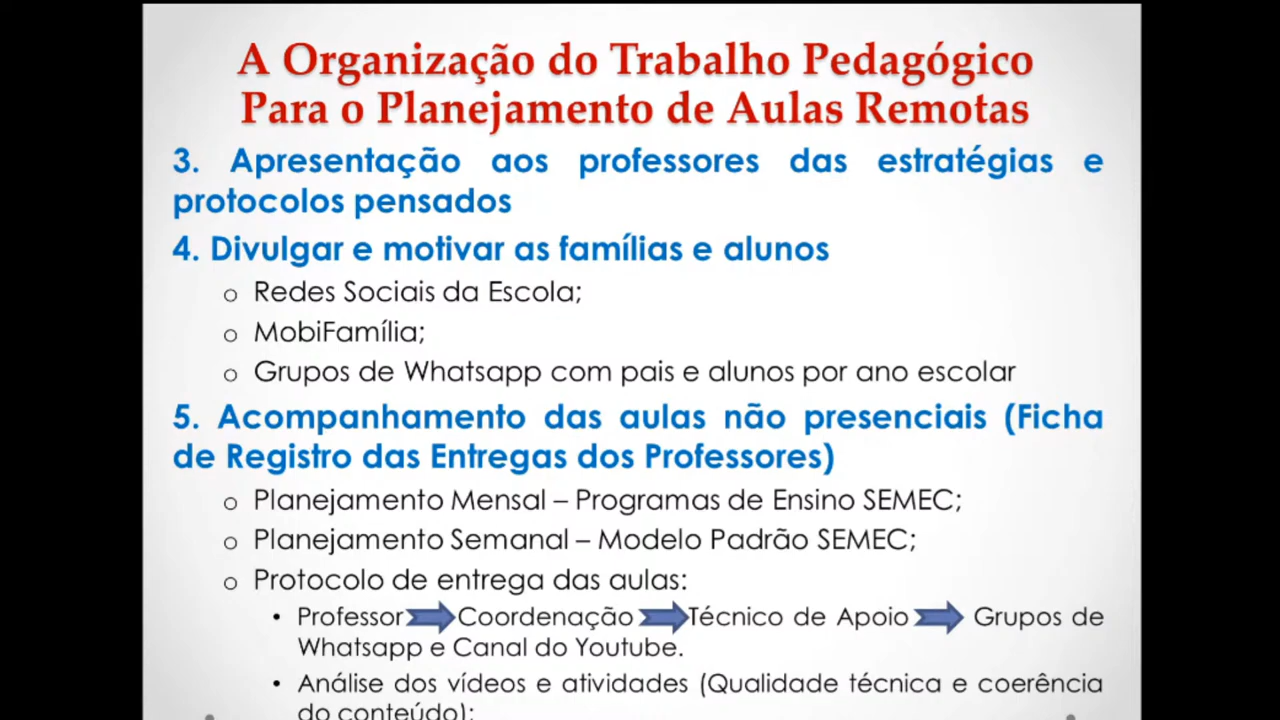 A Organização do Trabalho Pedagógico
Para o Planejamento de Aulas Remotas
3. Apresentação aos professores das estratégias e
protocolos pensados
4. Divulgar e motivar as famílias e alunos
o Redes Sociais da Escola;
o MobiFamília;
o Grupos de Whatsapp com pais e alunos por ano escolar
5. Acompanhamento das aulas não presenciais (Ficha
de Registro das Entregas dos Professores)
o Planejamento Mensal – Programas de Ensino SEMEC;
o Planejamento Semanal – Modelo Padrão SEMEC;
o Protocolo de entrega das aulas:
• Professor Coordenação Técnico de Apoio Grupos de
Whatsapp e Canal do Youtube.
• Análise dos vídeos e atividades (Qualidade técnica e coerência
do conteúdo);